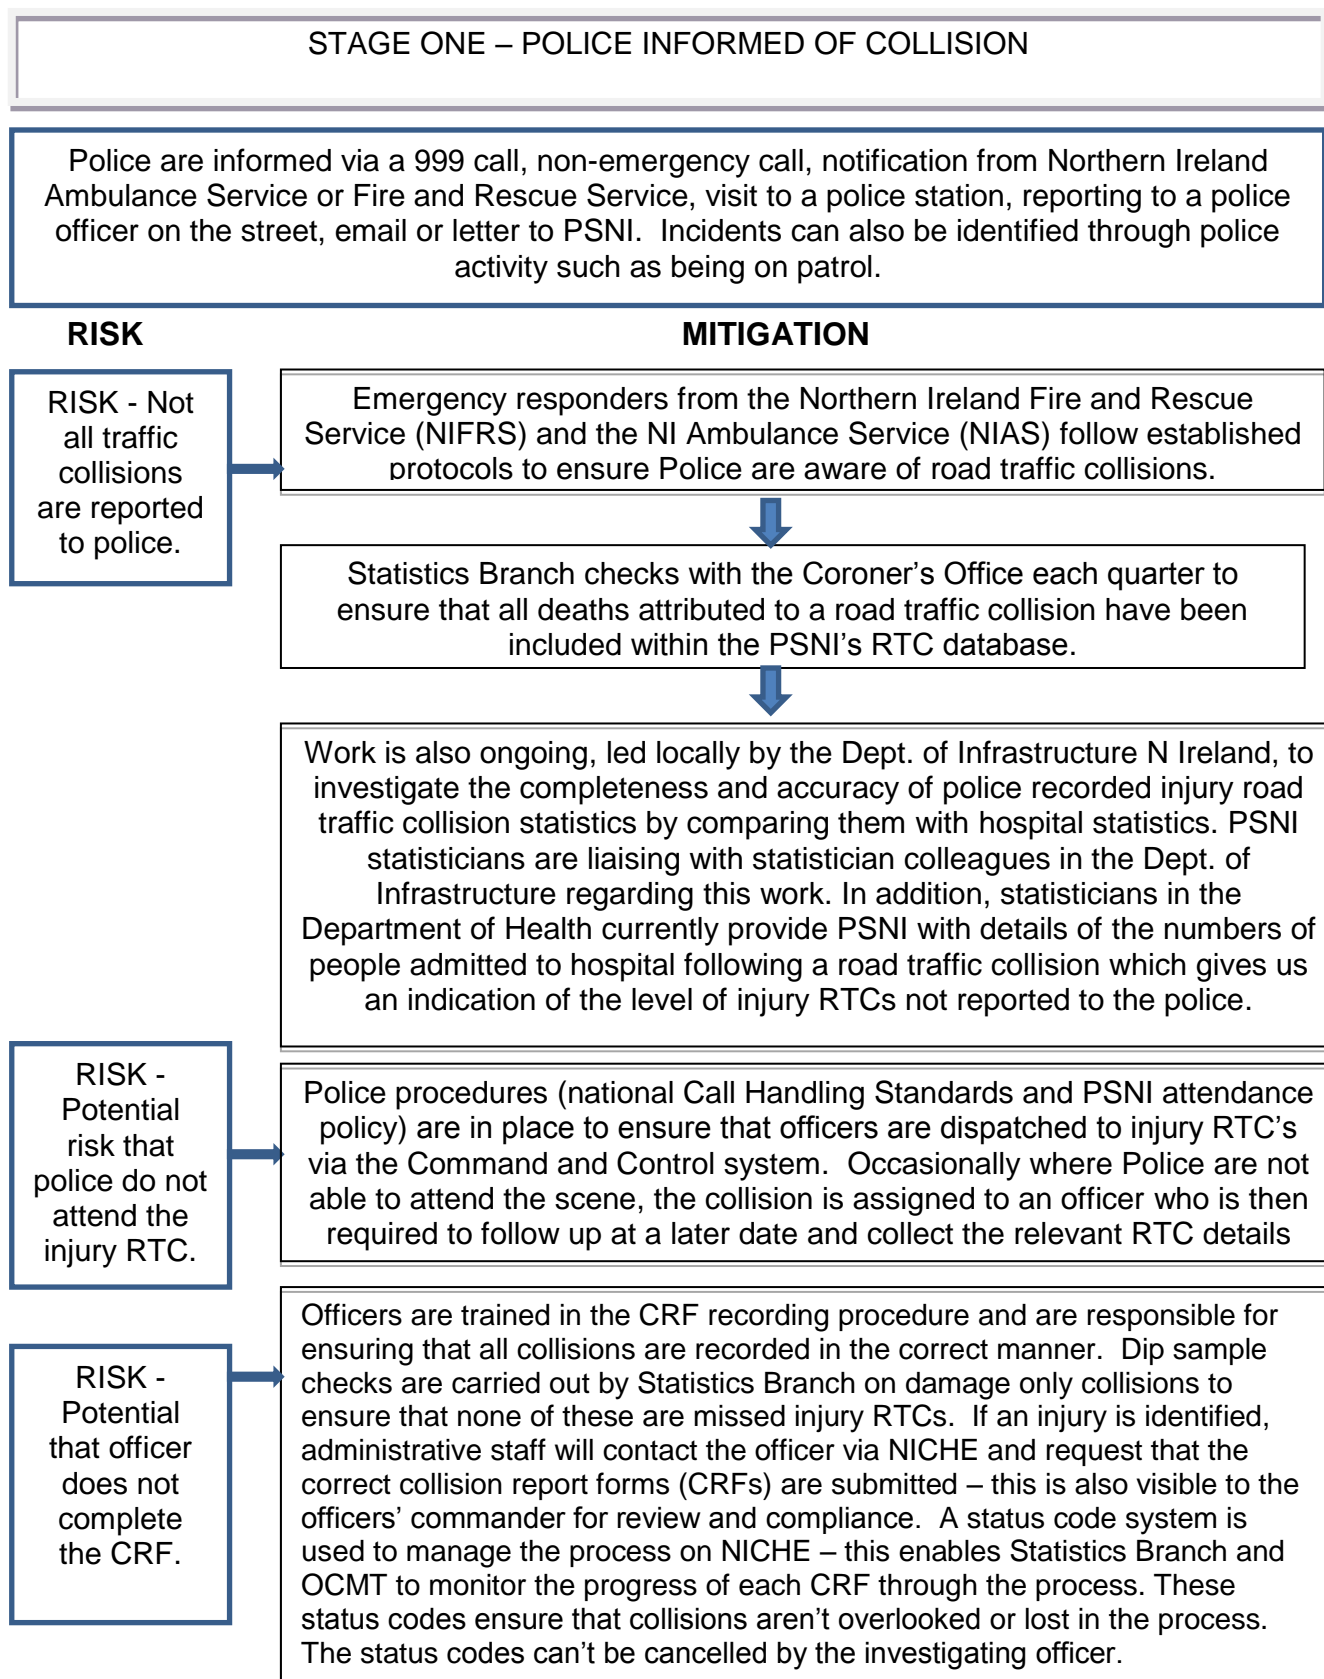 STAGE ONE – POLICE INFORMED OF COLLISION
Police are informed via a 999 call, non-emergency call, notification from Northern Ireland
Ambulance Service or Fire and Rescue Service, visit to a police station, reporting to a police
officer on the street, email or letter to PSNI.  Incidents can also be identified through police
activity such as being on patrol.
RISK
MITIGATION
RISK - Not
all traffic
collisions
are reported
to police.
Emergency responders from the Northern Ireland Fire and Rescue
Service (NIFRS) and the NI Ambulance Service (NIAS) follow established
protocols to ensure Police are aware of road traffic collisions.
Statistics Branch checks with the Coroner’s Office each quarter to
ensure that all deaths attributed to a road traffic collision have been
included within the PSNI’s RTC database.
Work is also ongoing, led locally by the Dept. of Infrastructure N Ireland, to
investigate the completeness and accuracy of police recorded injury road
traffic collision statistics by comparing them with hospital statistics. PSNI
statisticians are liaising with statistician colleagues in the Dept. of
Infrastructure regarding this work. In addition, statisticians in the
Department of Health currently provide PSNI with details of the numbers of
people admitted to hospital following a road traffic collision which gives us
an indication of the level of injury RTCs not reported to the police.
RISK -
Potential
risk that
police do not
attend the
injury RTC.
Police procedures (national Call Handling Standards and PSNI attendance
policy) are in place to ensure that officers are dispatched to injury RTC’s
via the Command and Control system.  Occasionally where Police are not
able to attend the scene, the collision is assigned to an officer who is then
required to follow up at a later date and collect the relevant RTC details
RISK -
Potential
that officer
does not
complete
the CRF.
Officers are trained in the CRF recording procedure and are responsible for
ensuring that all collisions are recorded in the correct manner.  Dip sample
checks are carried out by Statistics Branch on damage only collisions to
ensure that none of these are missed injury RTCs.  If an injury is identified,
administrative staff will contact the officer via NICHE and request that the
correct collision report forms (CRFs) are submitted – this is also visible to the
officers’ commander for review and compliance.  A status code system is
used to manage the process on NICHE – this enables Statistics Branch and
OCMT to monitor the progress of each CRF through the process. These
status codes ensure that collisions aren’t overlooked or lost in the process.
The status codes can’t be cancelled by the investigating officer.